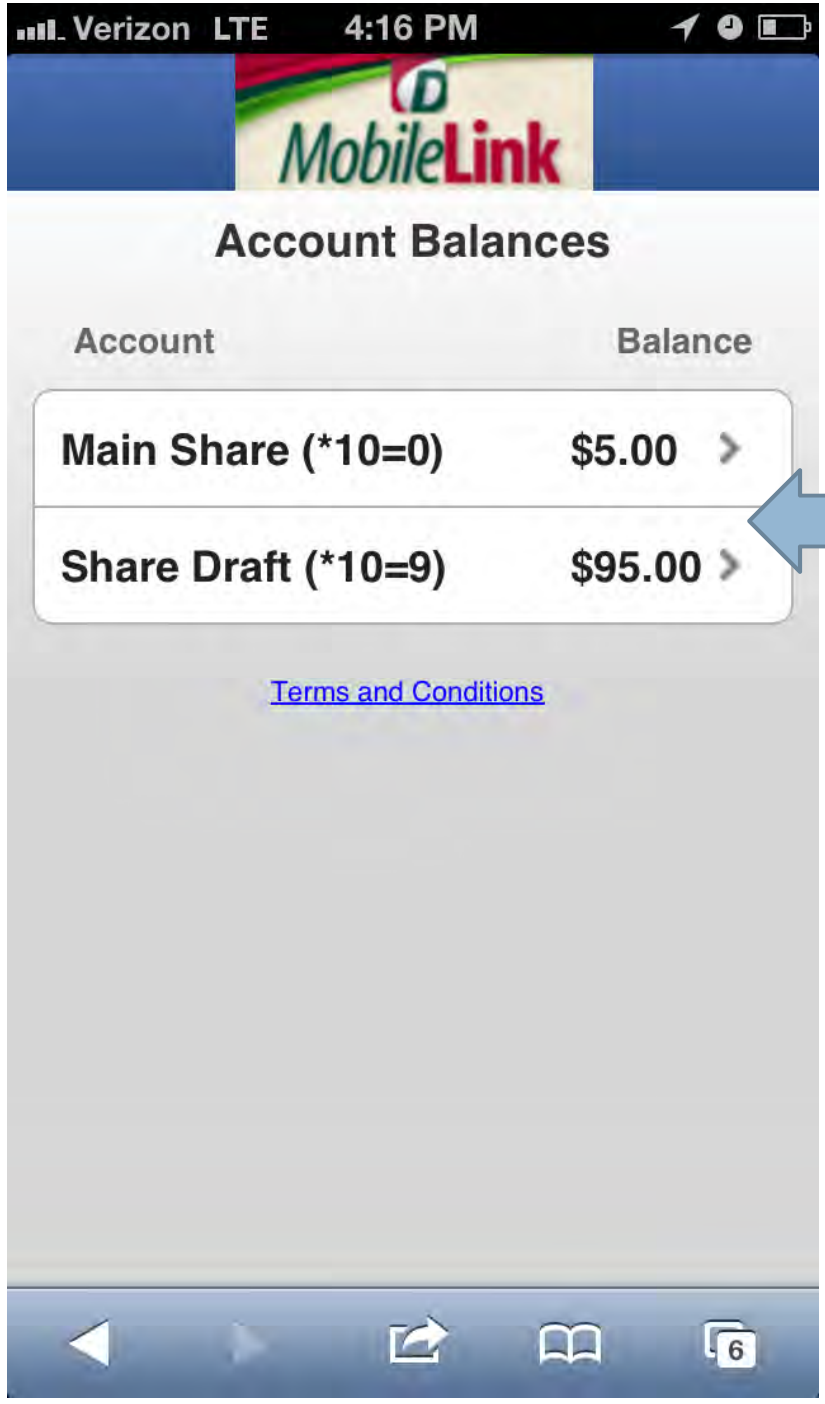 Verizon LTE 4:16 PM
D
MobileLink
Account Balances
Account Balance
Main Share (*10=0) $5.00
Share Draft (*10=9) $95.00
Terms and Conditions
6